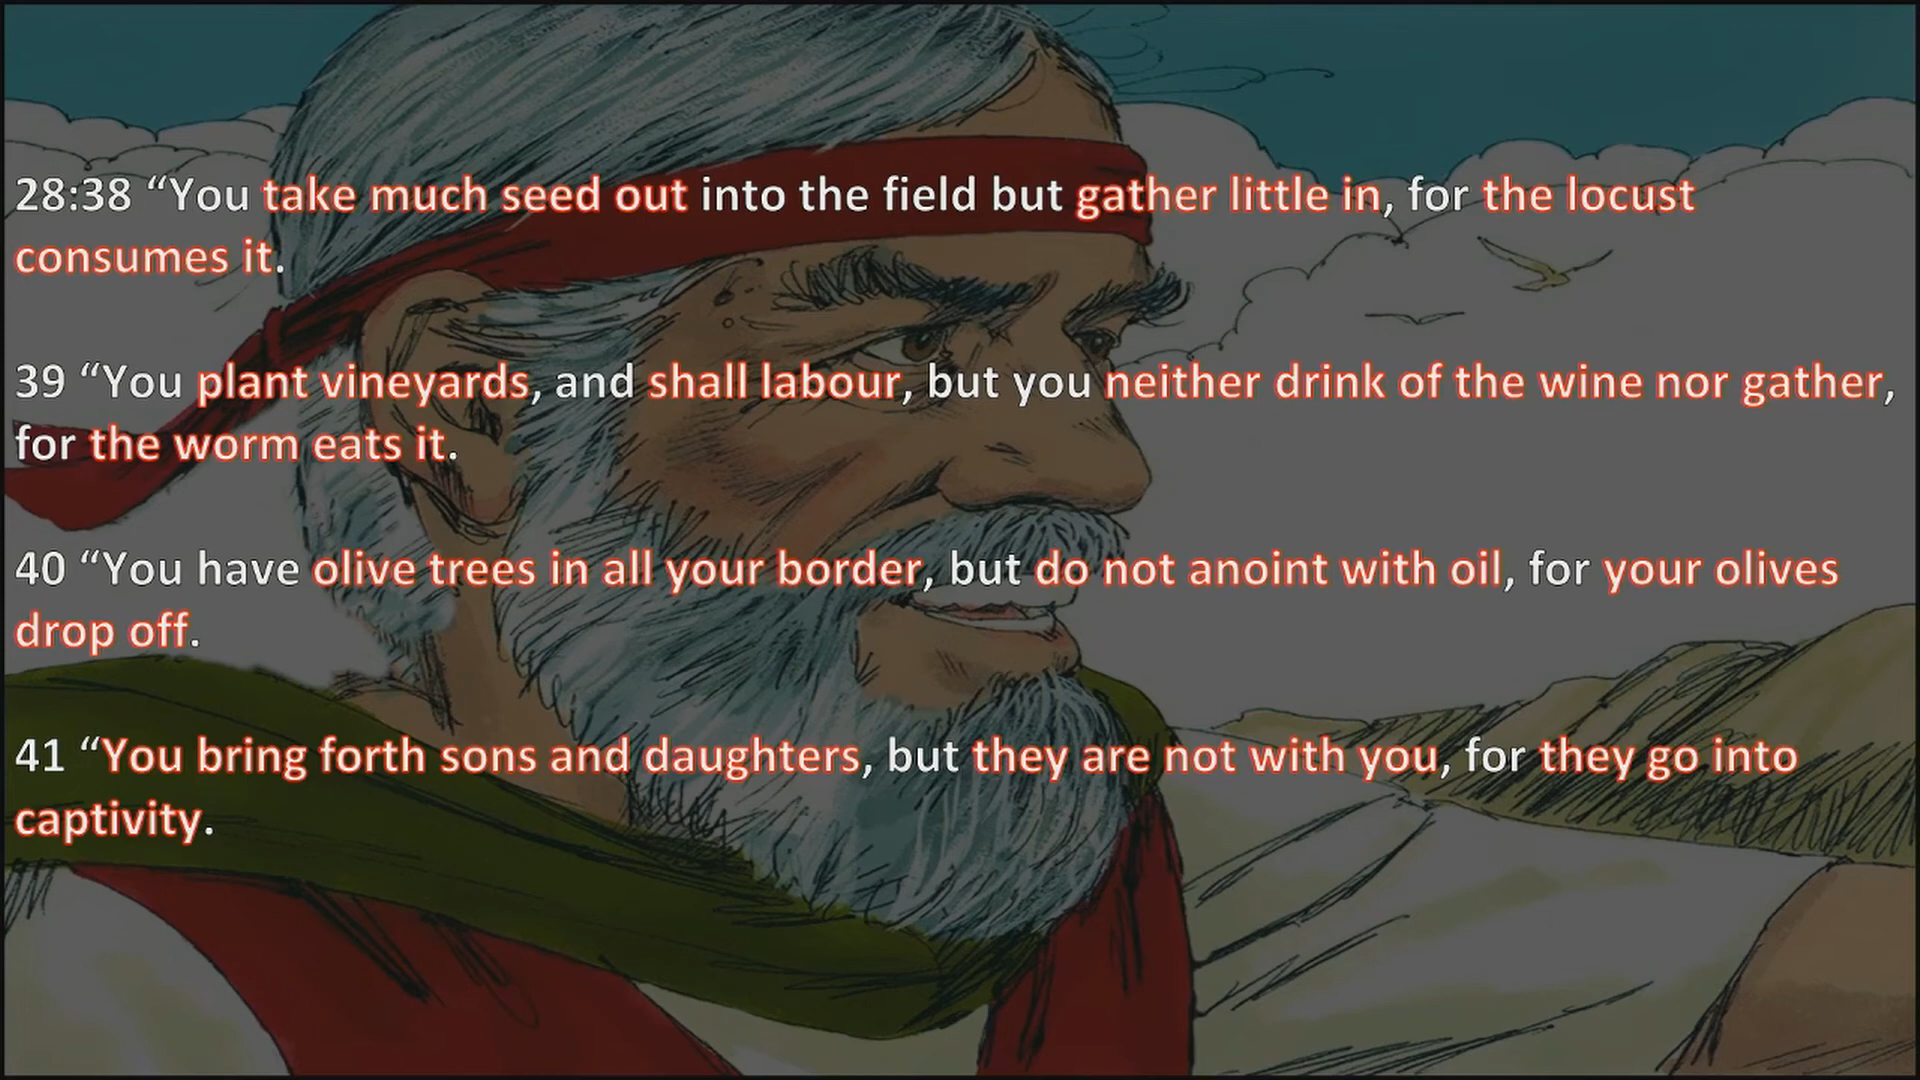 28:38 “You take much seed out into the field but gather little in, for the locust
consumes it.
39 “You plant vineyards, and shall labour, but you neither drink of the wine nor gather,
for the worm eats it.
40 “You have olive trees in all your border, but do not anoint with oil, for your olives
drop off.
41 “You bring forth sons and daughters, but they are not with you, for they go into
captivity.